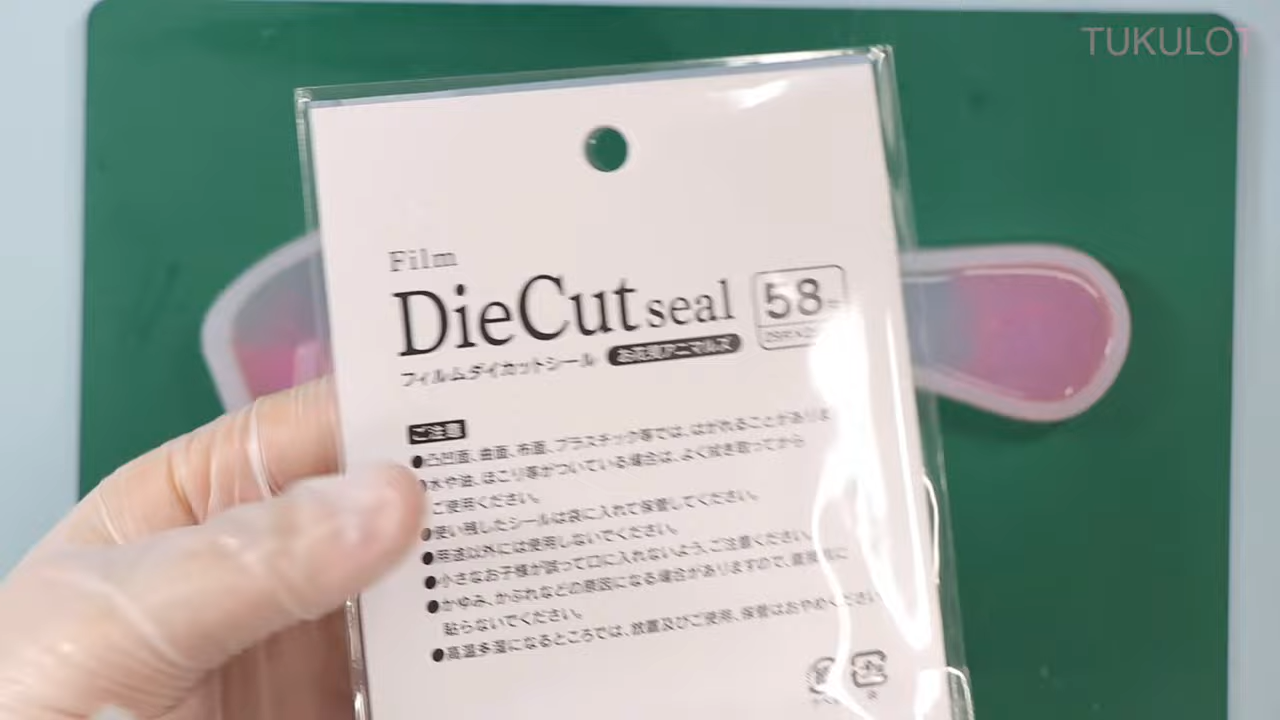 TUKULOT
Film
DieCut seal
58
フィルムダイカットシール
お花見アニマルズ
ご注意
●凸凹面、曲面、布面、プラスチック等では、はがれることがありま
●水や油、ほこり等がついている場合は、よく拭き取ってから
ご使用ください。
●使い残したシールは袋に入れて保管してください。
●用途以外には使用しないでください。
●小さなお子様が誤って口に入れないよう、ご注意ください。
●かゆみ、かぶれなどの原因になる場合がありますので、直接肌に
貼らないでください。
●高温多湿になるところでは、放置及びご使用、保管はおやめください